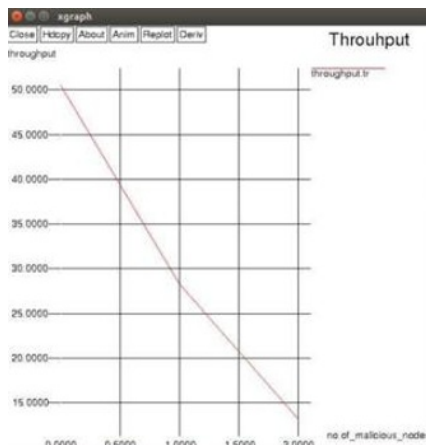 xgraph
Close Hdcpy About Anim Replot Deriv
Throuhput
throughput
throughput.tr
50.0000
45.0000
40.0000
35.0000
30.0000
25.0000
20.0000
15.0000
0.0000 0.5000 1.0000 1.5000 2.0000
no of_malicious_node